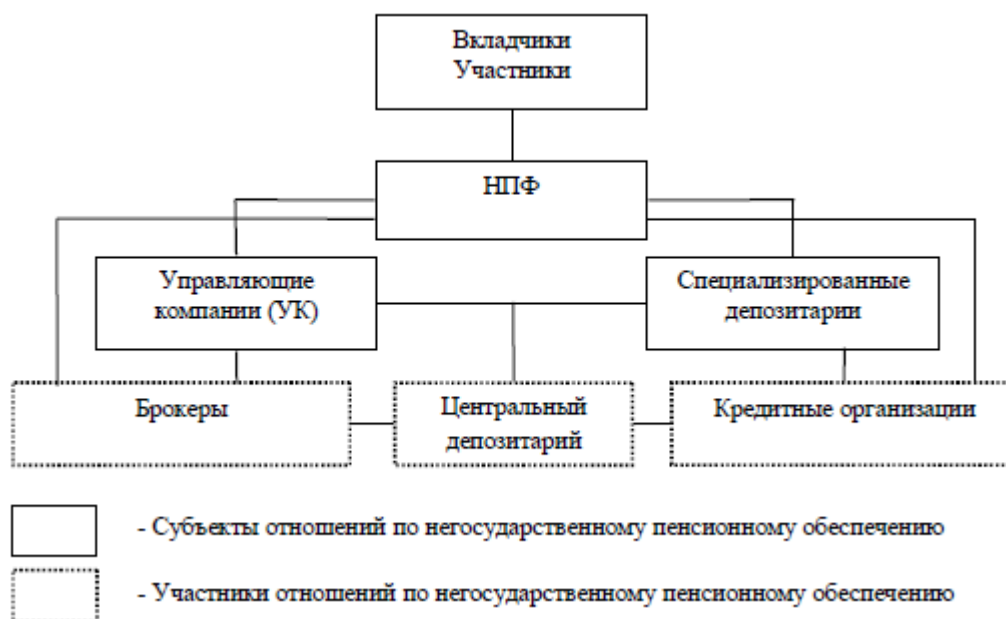 Вкладчики
Участники
НПФ
Управляющие
компании (УК)
Специализированные
депозитарии
Брокеры
Центральный
депозитарий
Кредитные организации
- Субъекты отношений по негосударственному пенсионному обеспечению
- Участники отношений по негосударственному пенсионному обеспечению